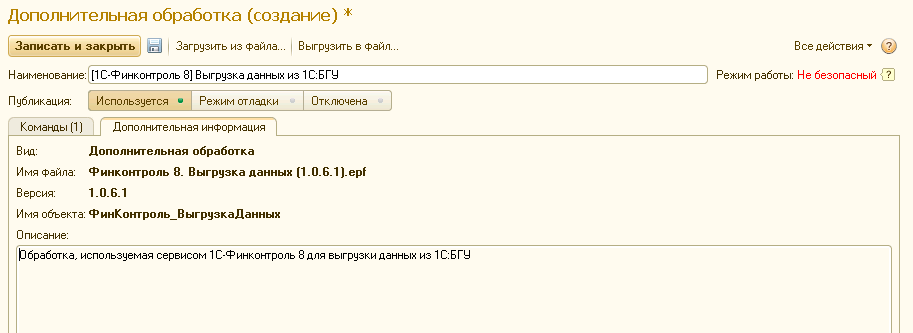 Дополнительная обработка (создание) *
Записать и закрыть Загрузить из файла... Выгрузить в файл... Все действия ?
Наименование: [1С-Финконтроль 8] Выгрузка данных из 1С:БГУ Режим работы: Не безопасный ?
Публикация: Используется Режим отладки Отключена
Команды (1) Дополнительная информация
Вид: Дополнительная обработка
Имя файла: Финконтроль 8. Выгрузка данных (1.0.6.1).epf
Версия: 1.0.6.1
Имя объекта: ФинКонтроль_ВыгрузкаДанных
Описание:
Обработка, используемая сервисом 1С-Финконтроль 8 для выгрузки данных из 1С:БГУ